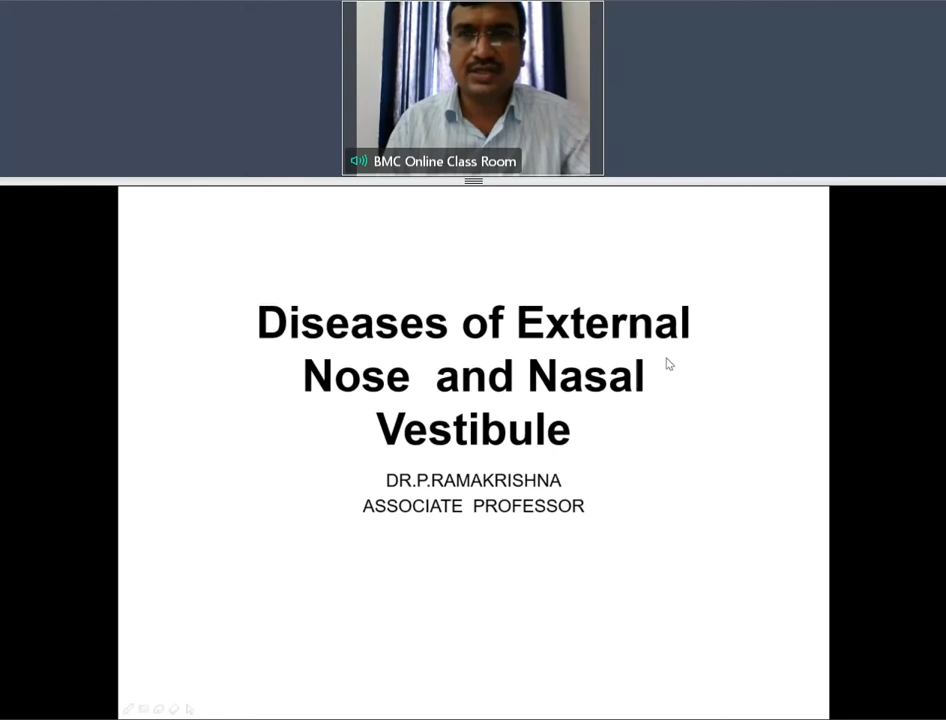 BMC Online Class Room
Diseases of External
Nose and Nasal
Vestibule
DR.P.RAMAKRISHNA
ASSOCIATE PROFESSOR